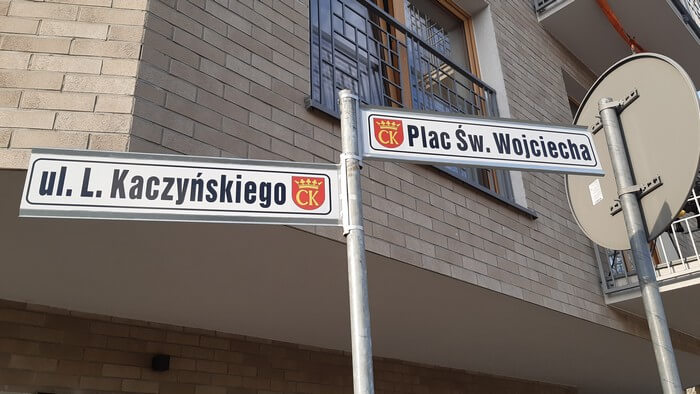 ul. L. Kaczyńskiego CK
CK Plac Św. Wojciecha